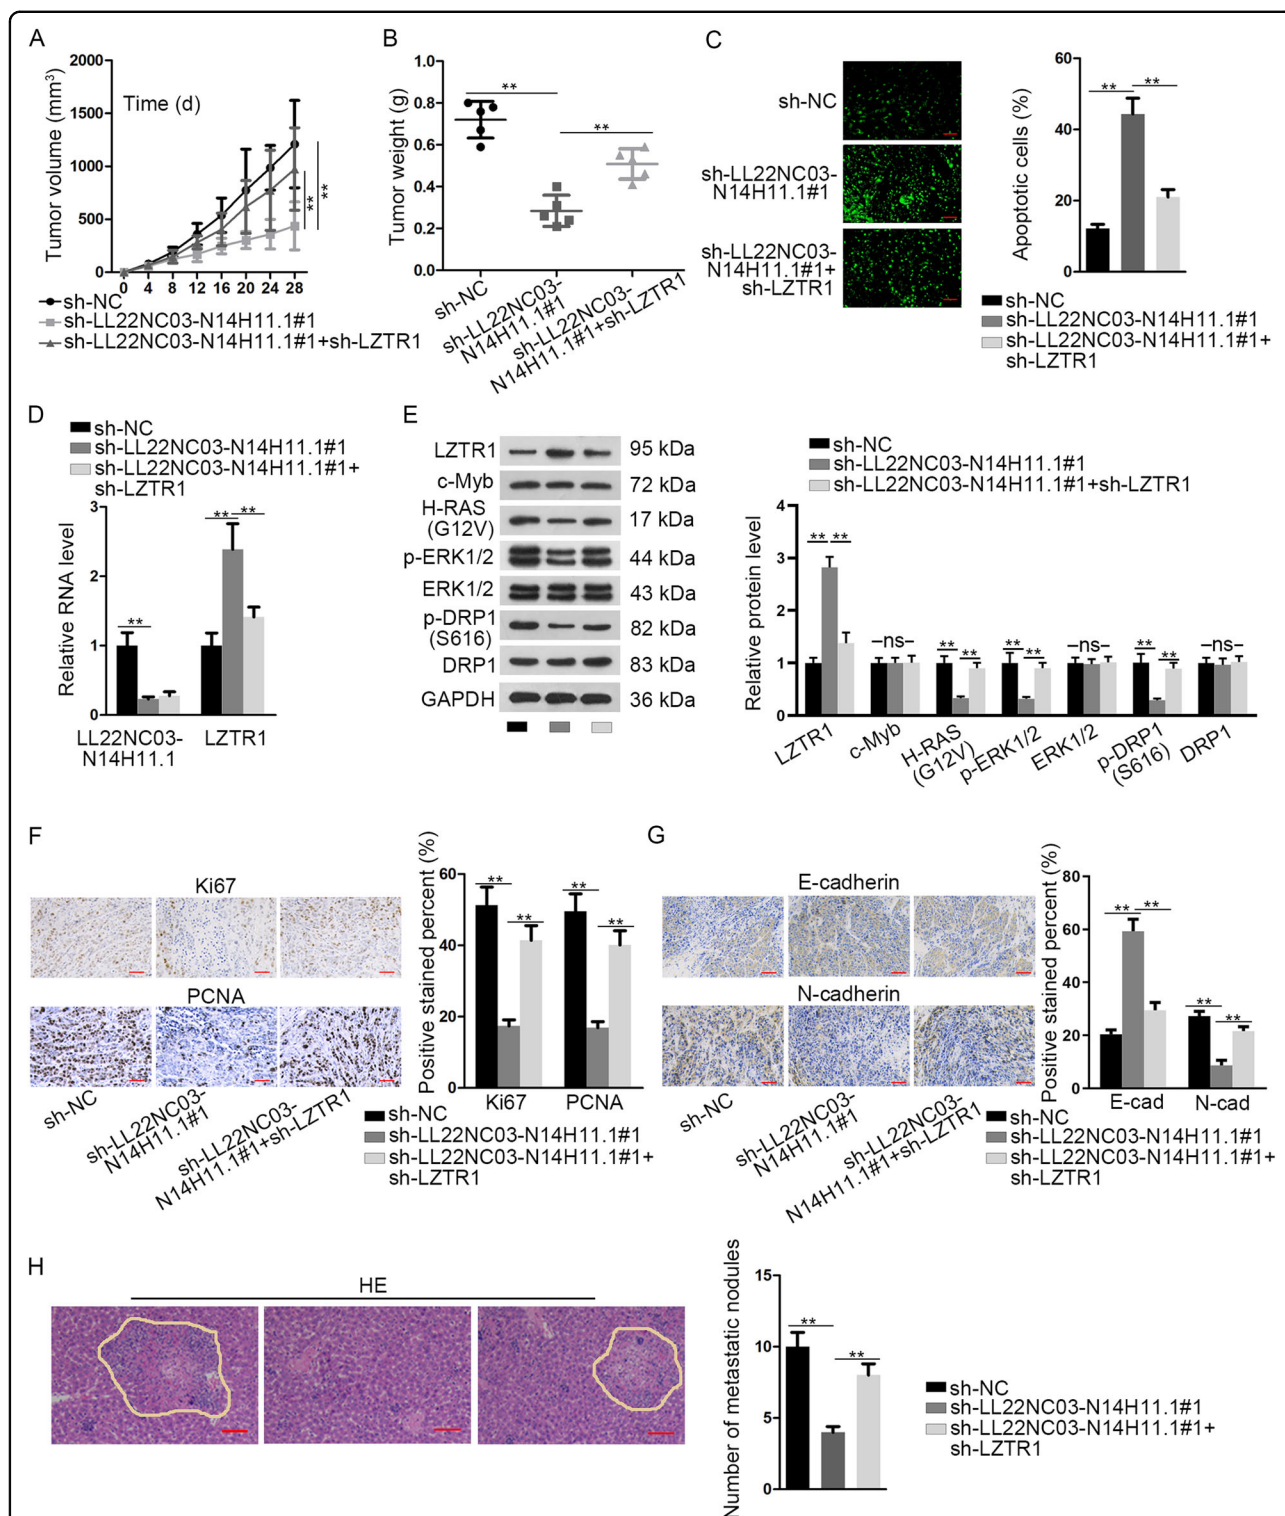 A
Tumor volume (mm3)
2000
1500
1000
500
0
Time (d)
**
**
0 4 8 12 16 20 24 28
sh-NC
sh-LL22NC03-N14H11.1#1
sh-LL22NC03-N14H11.1#1+sh-LZTR1
B
Tumor weight (g)
1.0
0.8
0.6
0.4
0.2
0.0
**
**
sh-NC
sh-LL22NC03-
N14H11.1#1
sh-LL22NC03-
N14H11.1#1+sh-LZTR1
C
sh-NC
sh-LL22NC03-
N14H11.1#1
sh-LL22NC03-
N14H11.1#1+
sh-LZTR1
Apoptotic cells (%)
60
40
20
0
** **
sh-NC
sh-LL22NC03-N14H11.1#1
sh-LL22NC03-N14H11.1#1+
sh-LZTR1
D
sh-NC
sh-LL22NC03-N14H11.1#1
sh-LL22NC03-N14H11.1#1+
sh-LZTR1
Relative RNA level
3
2
1
0
**
** **
LL22NC03-
N14H11.1
LZTR1
E
LZTR1 95 kDa
c-Myb 72 kDa
H-RAS
(G12V) 17 kDa
p-ERK1/2 44 kDa
ERK1/2 43 kDa
p-DRP1
(S616) 82 kDa
DRP1 83 kDa
GAPDH 36 kDa
sh-NC
sh-LL22NC03-N14H11.1#1
sh-LL22NC03-N14H11.1#1+sh-LZTR1
Relative protein level
4
3
2
1
0
** **
ns
** **
** **
ns
** **
ns
LZTR1
c-Myb
H-RAS
(G12V)
p-ERK1/2
ERK1/2
p-DRP1
(S616)
DRP1
F
Ki67
PCNA
sh-NC
sh-LL22NC03-
N14H11.1#1
sh-LL22NC03-
N14H11.1#1+sh-LZTR1
Positive stained percent (%)
60
40
20
0
**
**
**
**
Ki67 PCNA
sh-NC
sh-LL22NC03-N14H11.1#1
sh-LL22NC03-N14H11.1#1+
sh-LZTR1
G
E-cadherin
N-cadherin
sh-NC
sh-LL22NC03-
N14H11.1#1
sh-LL22NC03-
N14H11.1#1+sh-LZTR1
Positive stained percent (%)
80
60
40
20
0
** **
**
**
E-cad N-cad
sh-NC
sh-LL22NC03-N14H11.1#1
sh-LL22NC03-N14H11.1#1+
sh-LZTR1
H
HE
Number of metastatic nodules
15
10
5
0
**
**
sh-NC
sh-LL22NC03-N14H11.1#1
sh-LL22NC03-N14H11.1#1+
sh-LZTR1